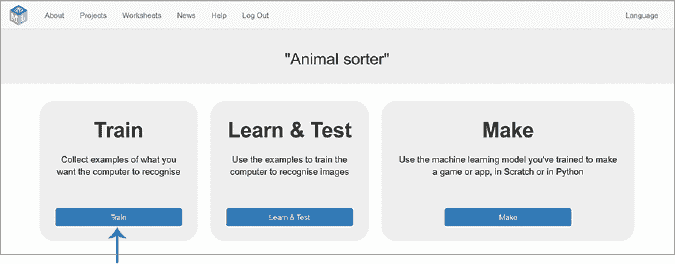 About Projects Worksheets News Help Log Out Language
"Animal sorter"
Train
Collect examples of what you
want the computer to recognise
Train
Learn & Test
Use the examples to train the
computer to recognise images
Learn & Test
Make
Use the machine learning model you've trained to make
a game or app, in Scratch or in Python
Make